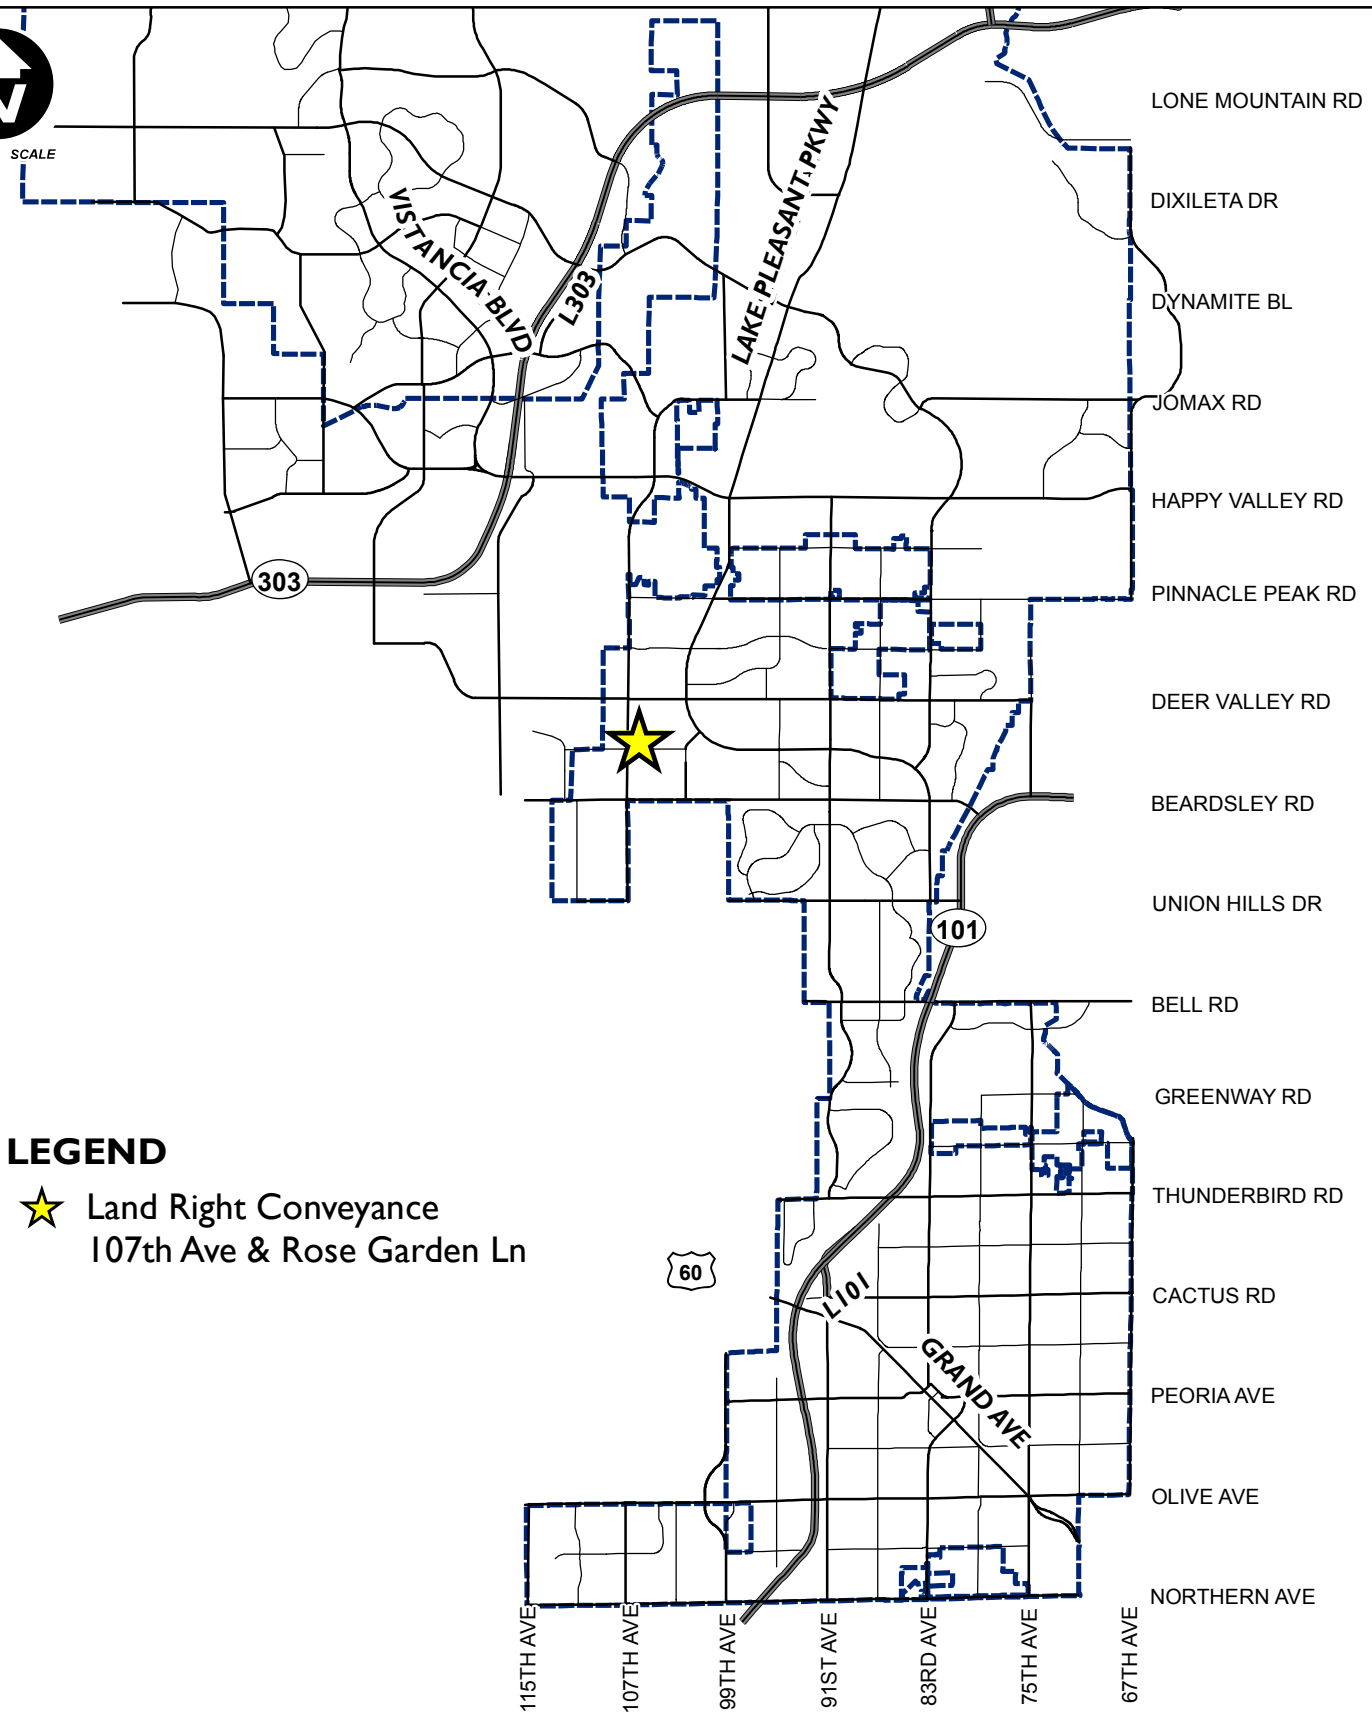 LONE MOUNTAIN RD
SCALE
DIXILETA DR
VISTANCIA BLVD
L303
LAKE PLEASANT PKWY
DYNAMITE BL
JOMAX RD
HAPPY VALLEY RD
303
PINNACLE PEAK RD
DEER VALLEY RD
BEARDSLEY RD
UNION HILLS DR
101
BELL RD
GREENWAY RD
LEGEND
Land Right Conveyance
107th Ave & Rose Garden Ln
THUNDERBIRD RD
60
L101
CACTUS RD
GRAND AVE
PEORIA AVE
OLIVE AVE
NORTHERN AVE
115TH AVE
107TH AVE
99TH AVE
91ST AVE
83RD AVE
75TH AVE
67TH AVE